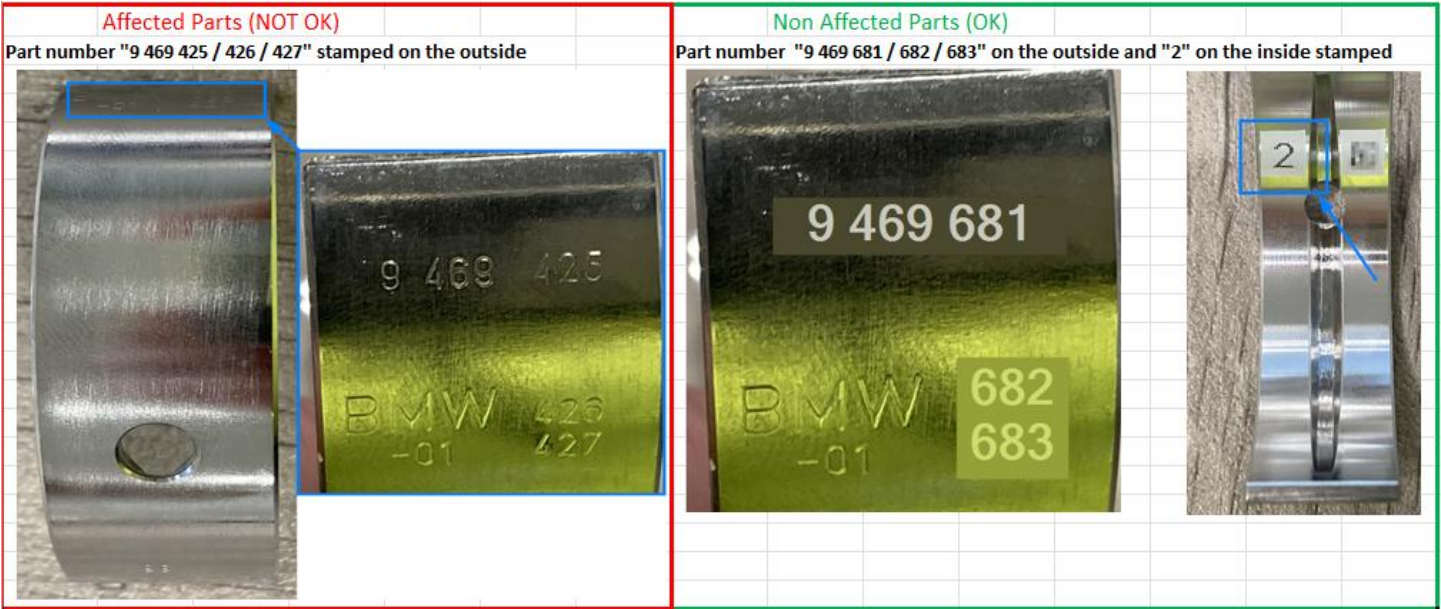 Affected Parts (NOT OK)
Part number "9 469 425 / 426 / 427" stamped on the outside
9 469 425
BMW 426
-01 427
Non Affected Parts (OK)
Part number "9 469 681 / 682 / 683" on the outside and "2" on the inside stamped
9 469 681
BMW 682
-01 683
2